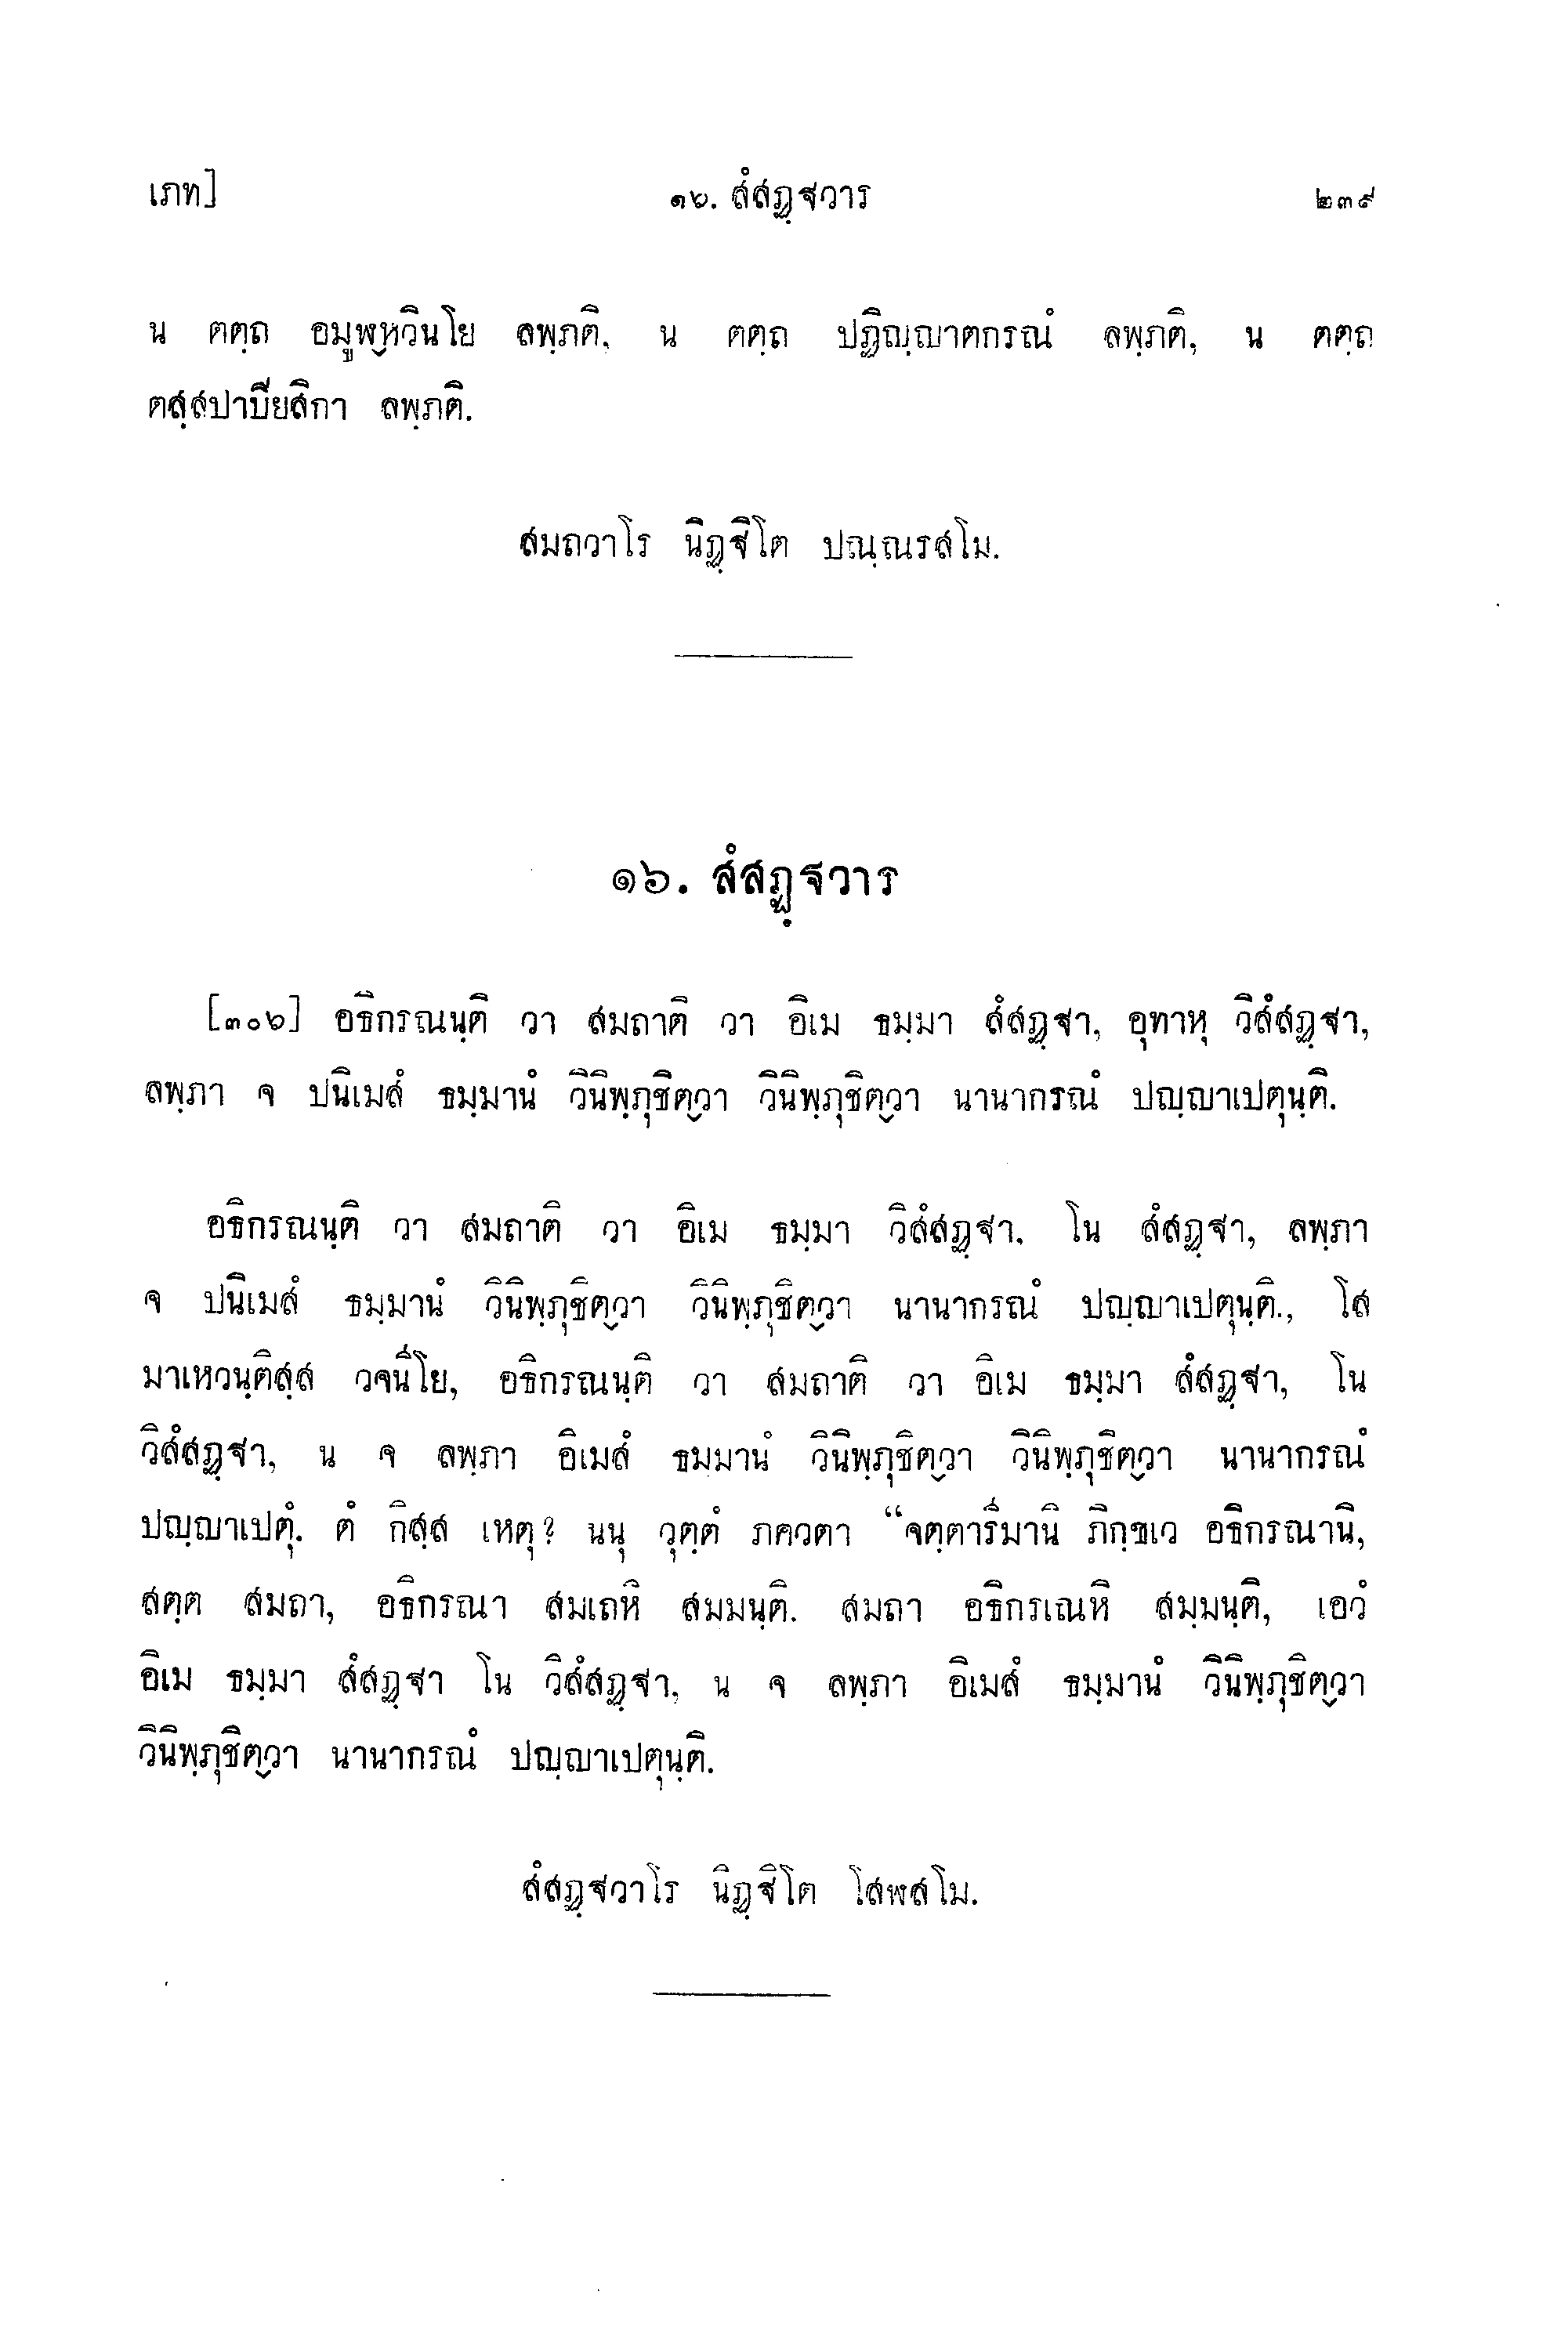 เภท] ๑๖. สํสฏฺฐวาร ๒๓๙
น ตตฺถ อมูฬฺหวินโย ลพฺภติ, น ตตฺถ ปฏิญฺญาตกรณํ ลพฺภติ, น ตตฺถ
ตสฺสปาปิยสิกา ลพฺภติ.
สมถวาโร นิฏฺฐิโต ปณฺณรสโม.
๑๖. สํสฏฺฐวาร
[๓๐๖] อธิกรณนฺติ วา สมถาติ วา อิเม ธมฺมา สํสฏฺฐา, อุทาหุ วิสํสฏฺฐา,
ลพฺภา จ ปนิเมสํ ธมฺมานํ วินิพฺภุชิตฺวา วินิพฺภุชิตฺวา นานากรณํ ปญฺญาเปตุนฺติ.
อธิกรณนฺติ วา สมถาติ วา อิเม ธมฺมา วิสํสฏฺฐา, โน สํสฏฺฐา, ลพฺภา
จ ปนิเมสํ ธมฺมานํ วินิพฺภุชิตฺวา วินิพฺภุชิตฺวา นานากรณํ ปญฺญาเปตุนฺติ., โส
มาเหวนฺติสฺส วจนีโย, อธิกรณนฺติ วา สมถาติ วา อิเม ธมฺมา สํสฏฺฐา, โน
วิสํสฏฺฐา, น จ ลพฺภา อิเมสํ ธมมานํ วินิพฺภุชิตฺวา วินิพฺภุชิตฺวา นานากรณํ
ปญฺญาเปตุํ. ตํ กิสฺส เหตุ? นนุ วุตฺตํ ภควตา “จตฺตาริมานิ ภิกฺขเว อธิกรณานิ,
สตฺต สมถา, อธิกรณา สมเถหิ สมมนฺติ. สมถา อธิกรเณหิ สมฺมนฺติ, เอวํ
อิเม ธมฺมา สํสฏฺฐา โน วิสํสฏฺฐา, น จ ลพฺภา อิเมสํ ธมฺมานํ วินิพฺภุชิตฺวา
วินิพฺภุชิตฺวา นานากรณํ ปญฺญาเปตุนฺติ.
สํสฏฺฐวาโร นิฏฺฐิโต โสฬสโม.